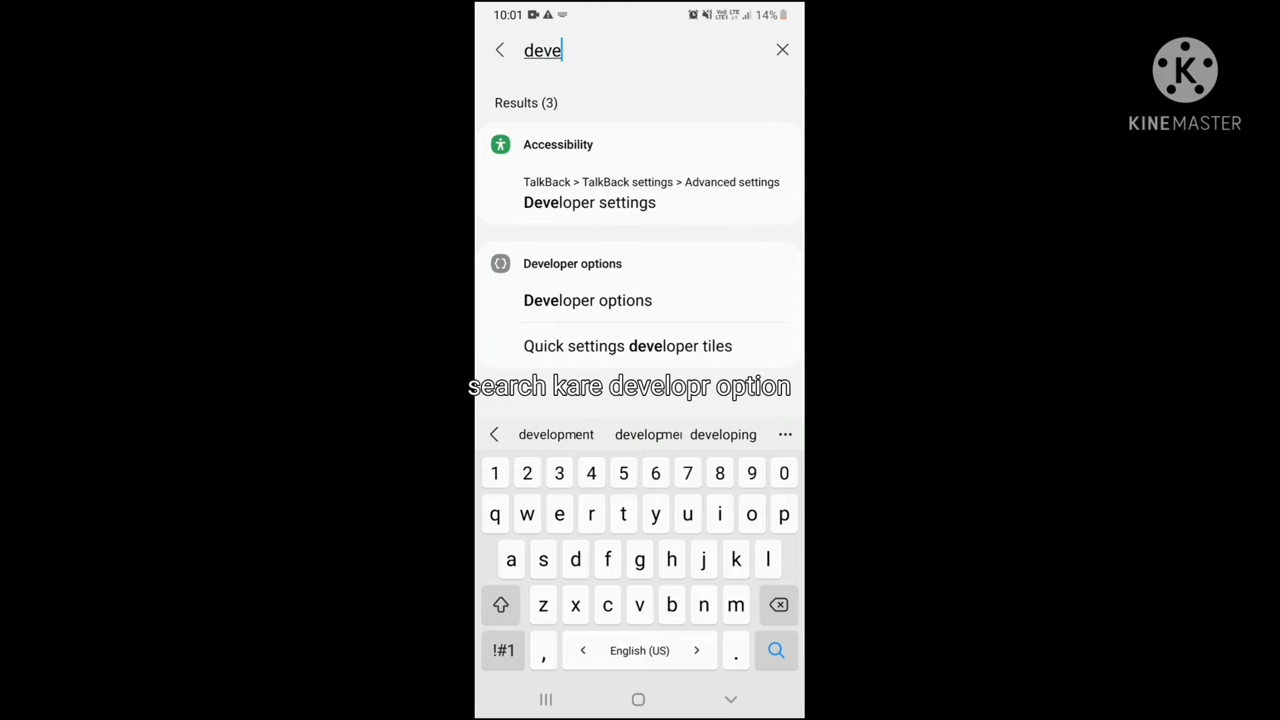 10:01 14%
deve
Results (3)
Accessibility
TalkBack > TalkBack settings > Advanced settings
Developer settings
Developer options
Developer options
Quick settings developer tiles
search kare developr option
development developme developing
1 2 3 4 5 6 7 8 9 0
q w e r t y u i o p
a s d f g h j k l
z x c v b n m
!#1 , < English (US) > .
K
KINEMASTER